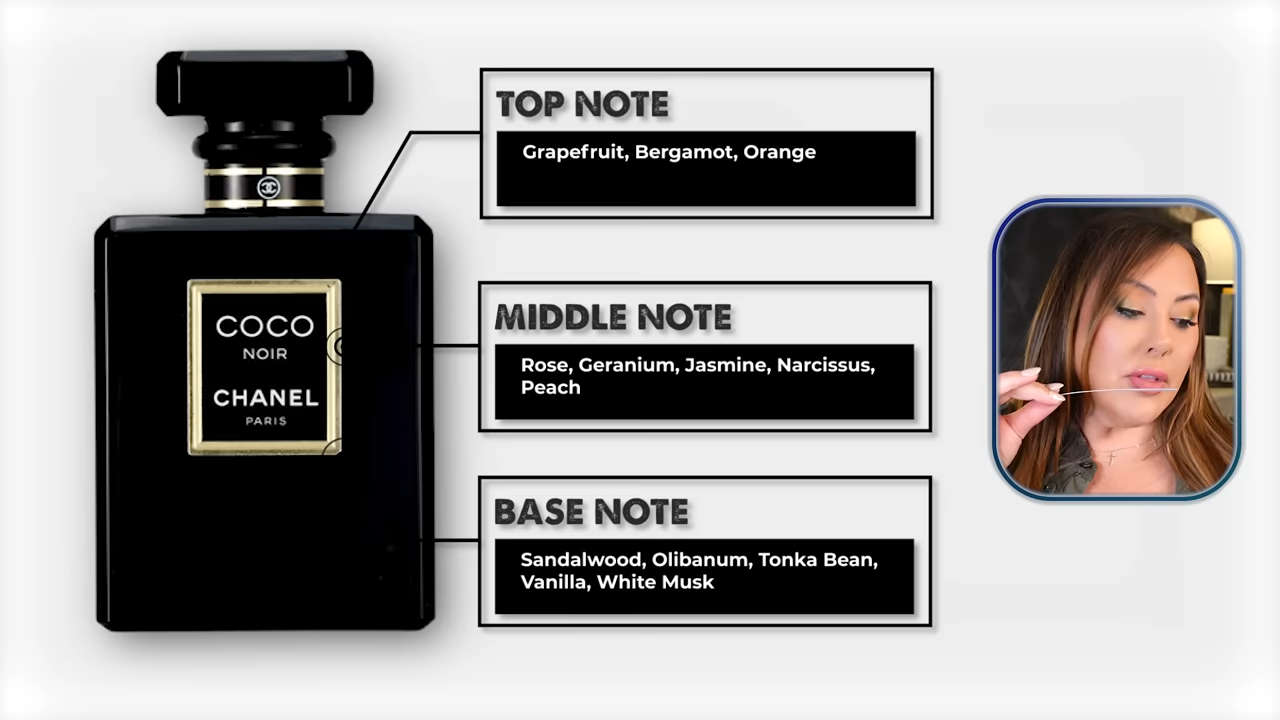 COCO
NOIR
CHANEL
PARIS
TOP NOTE
Grapefruit, Bergamot, Orange
MIDDLE NOTE
Rose, Geranium, Jasmine, Narcissus,
Peach
BASE NOTE
Sandalwood, Olibanum, Tonka Bean,
Vanilla, White Musk